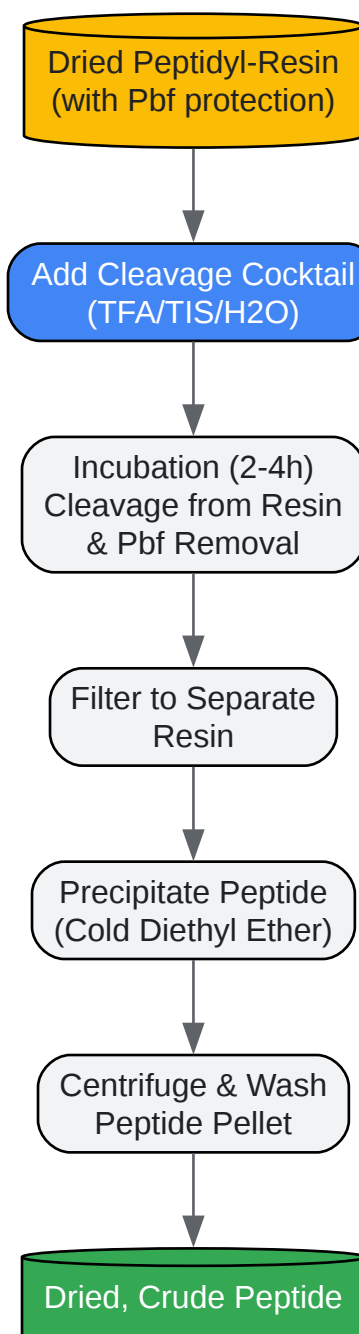 Dried Peptidyl-Resin
(with Pbf protection)
Add Cleavage Cocktail
(TFA/TIS/H2O)
Incubation (2-4h)
Cleavage from Resin
& Pbf Removal
Filter to Separate
Resin
Precipitate Peptide
(Cold Diethyl Ether)
Centrifuge & Wash
Peptide Pellet
Dried, Crude Peptide